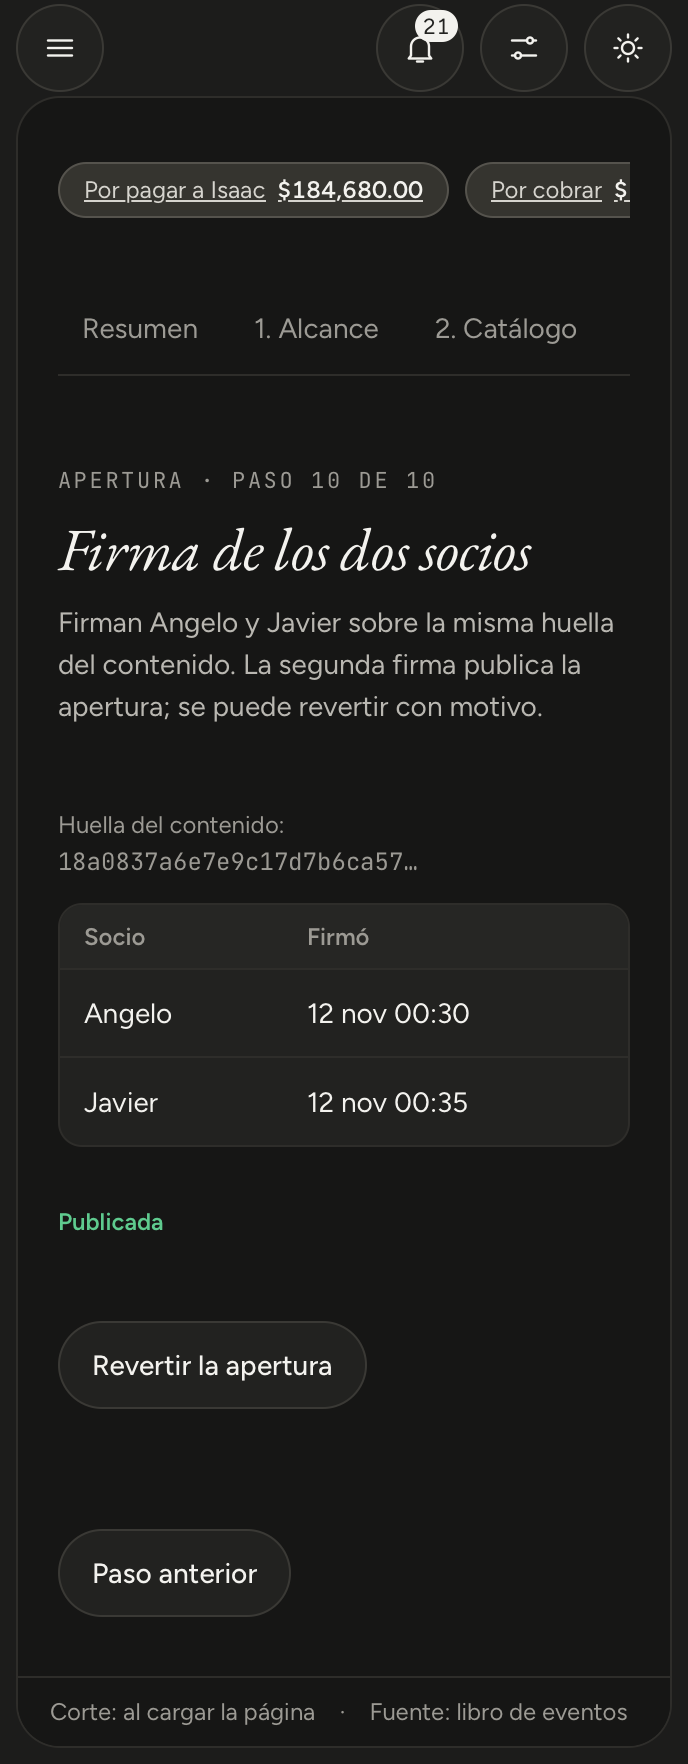 21
Por pagar a Isaac $184,680.00 Por cobrar $
Resumen 1. Alcance 2. Catálogo
APERTURA · PASO 10 DE 10
Firma de los dos socios
Firman Angelo y Javier sobre la misma huella
del contenido. La segunda firma publica la
apertura; se puede revertir con motivo.
Huella del contenido:
18a0837a6e7e9c17d7b6ca57…
Socio Firmó
Angelo 12 nov 00:30
Javier 12 nov 00:35
Publicada
Revertir la apertura
Paso anterior
Corte: al cargar la página · Fuente: libro de eventos